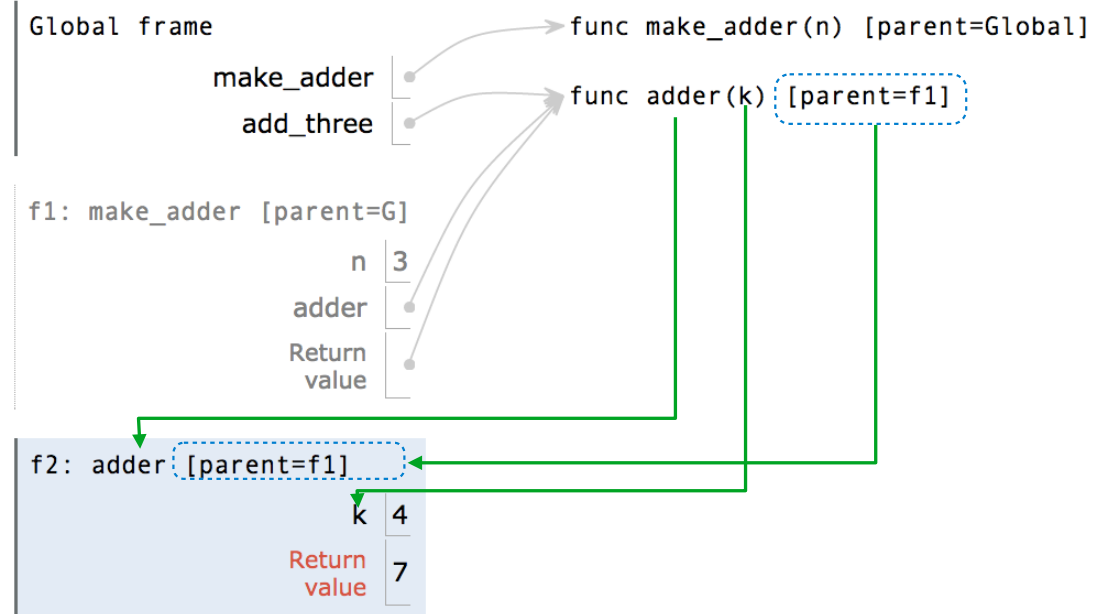 Global frame
func make_adder(n) [parent=Global]
make_adder
func adder(k) [parent=f1]
add_three
f1: make_adder [parent=G]
n 3
adder
Return
value
f2: adder [parent=f1]
k 4
Return
value 7